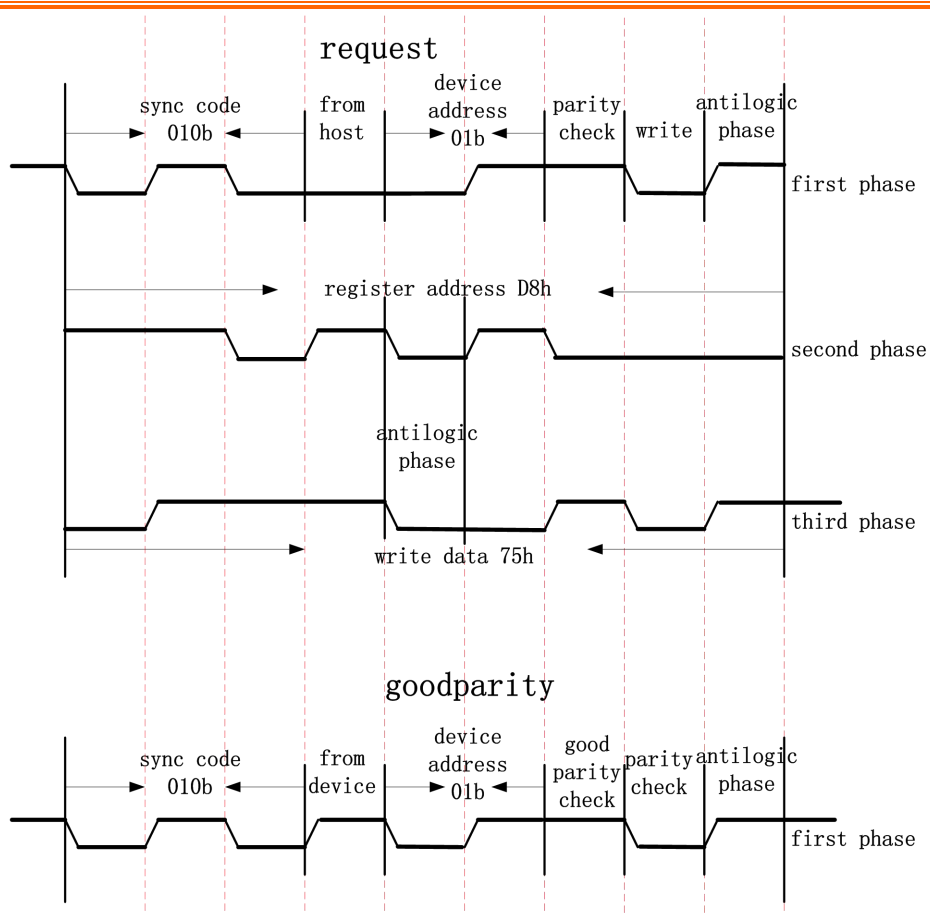 request
sync code
010b
from
host
device
address
01b
parity
check
write
antilogic
phase
first phase
register address D8h
second phase
antilogic
phase
third phase
write data 75h
goodparity
sync code
010b
from
device
device
address
01b
good
parity
check
parity
check
antilogic
phase
first phase